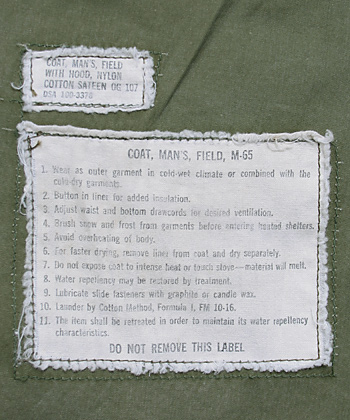 COAT, MAN'S, FIELD
WITH HOOD, NYLON
COTTON SATEEN OG 107
DSA 100-3378
COAT, MAN'S, FIELD, M-65
1. Wear as outer garment in cold-wet climate or combined with the
cold-dry garments.
2. Button in liner for added insulation.
3. Adjust waist and bottom drawcords for desired ventilation.
4. Brush snow and frost from garments before entering heated shelters.
5. Avoid overheating of body.
6. For faster drying, remove liner from coat and dry separately.
7. Do not expose coat to intense heat or touch stove—material will melt.
8. Water repellency may be restored by treatment.
9. Lubricate slide fasteners with graphite or candle wax.
10. Launder by Cotton Method, Formula I, FM 10-16.
11. The item shall be retreated in order to maintain its water repellency
characteristics.
DO NOT REMOVE THIS LABEL